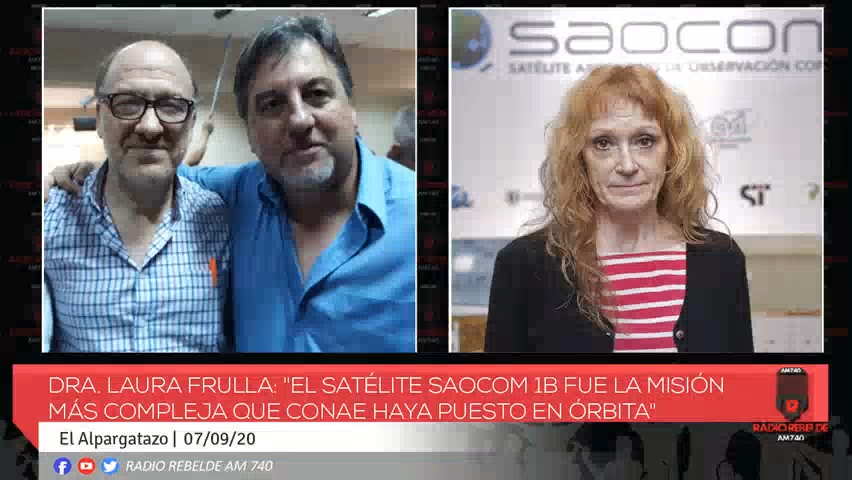 saocom
SATÉLITE A DE OBSERVACIÓN CON
ST
DRA. LAURA FRULLA: "EL SATÉLITE SAOCOM 1B FUE LA MISIÓN
MÁS COMPLEJA QUE CONAE HAYA PUESTO EN ÓRBITA"
AM740
RADIO REBELDE
AM740
El Alpargatazo | 07/09/20
RADIO REBELDE AM 740